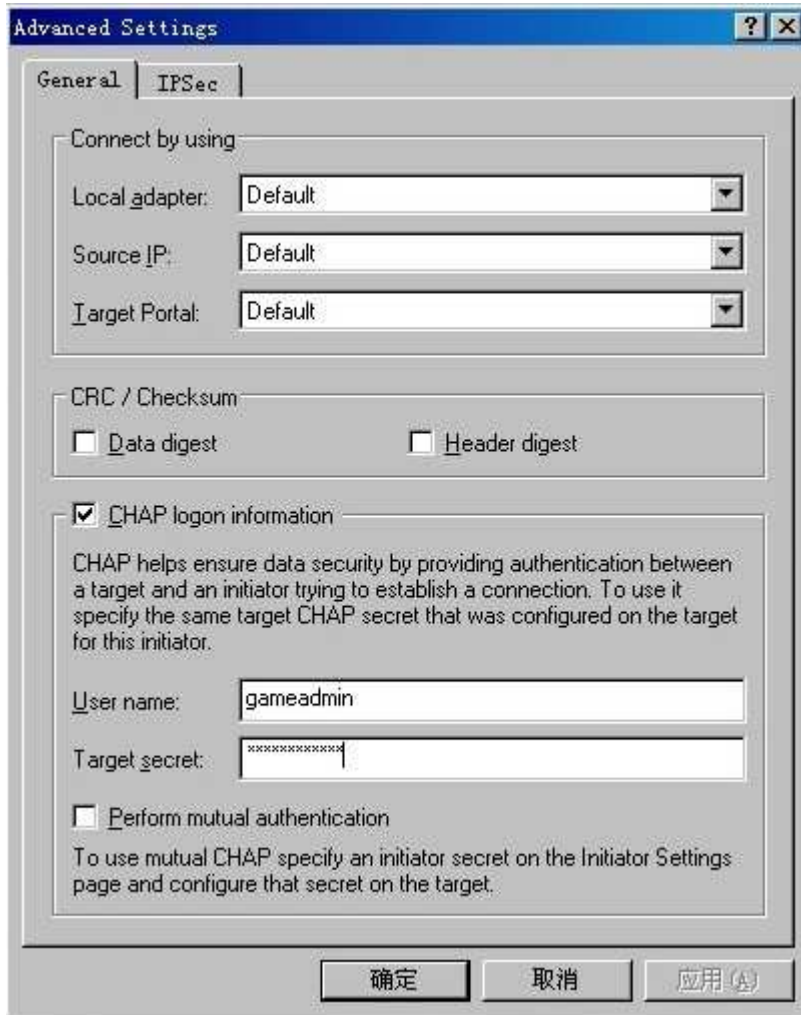 Advanced Settings
General
IPSec
Connect by using
Local adapter:
Default
Source IP:
Default
Target Portal:
Default
CRC / Checksum
Data digest
Header digest
CHAP logon information
CHAP helps ensure data security by providing authentication between
a target and an initiator trying to establish a connection. To use it
specify the same target CHAP secret that was configured on the target
for this initiator.
User name:
gameadmin
Target secret:
************
Perform mutual authentication
To use mutual CHAP specify an initiator secret on the Initiator Settings
page and configure that secret on the target.
确定
取消
应用(A)